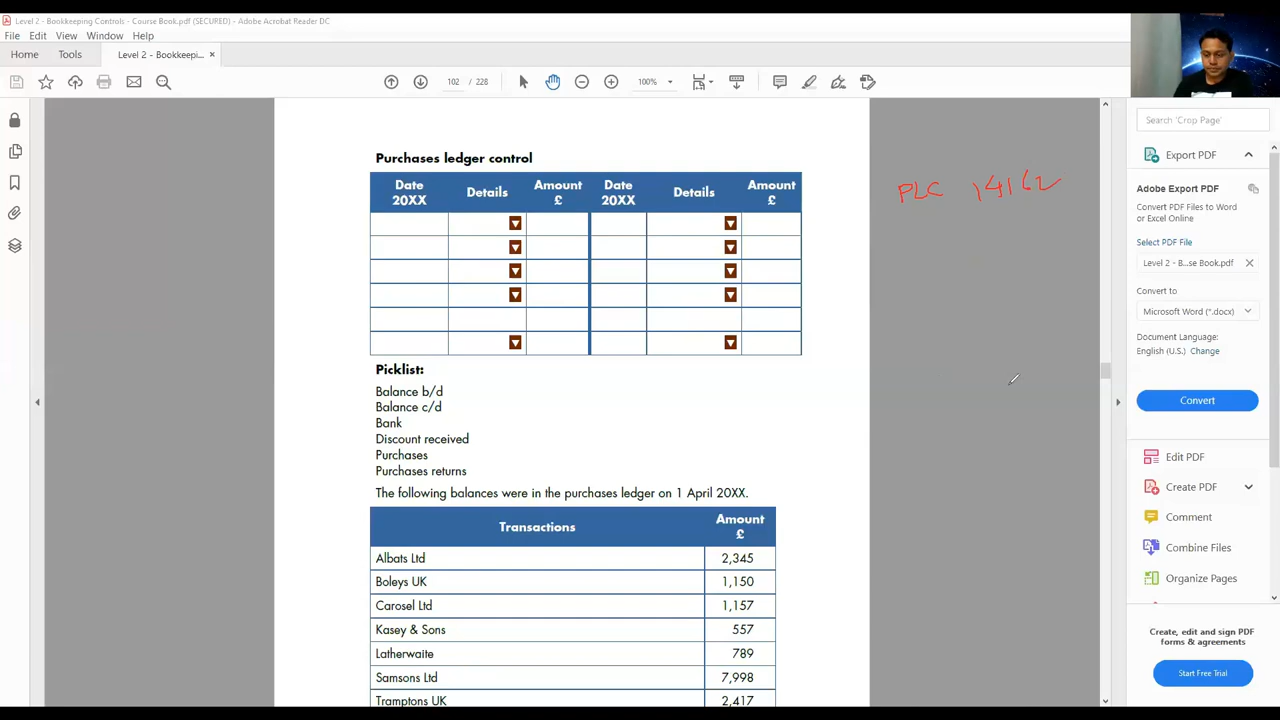 Level 2 - Bookkeeping Controls - Course Book.pdf (SECURED) - Adobe Acrobat Reader DC
File Edit View Window Help
Home Tools Level 2 - Bookkeepi... ×
102 / 228 100%
Search 'Crop Page'
Purchases ledger control
Date 20XX Details Amount £ Date 20XX Details Amount £
PLC 14162
Picklist:
Balance b/d
Balance c/d
Bank
Discount received
Purchases
Purchases returns
The following balances were in the purchases ledger on 1 April 20XX.
Transactions Amount £
Albats Ltd 2,345
Boleys UK 1,150
Carosel Ltd 1,157
Kasey & Sons 557
Latherwaite 789
Samsons Ltd 7,998
Tramptons UK 2,417
Export PDF
Adobe Export PDF
Convert PDF Files to Word
or Excel Online
Select PDF File
Level 2 - B...se Book.pdf
Convert to
Microsoft Word (*.docx)
Document Language:
English (U.S.) Change
Convert
Edit PDF
Create PDF
Comment
Combine Files
Organize Pages
Create, edit and sign PDF
forms & agreements
Start Free Trial